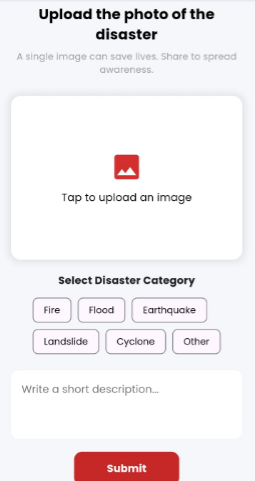 Upload the photo of the
disaster
A single image can save lives. Share to spread
awareness.
Tap to upload an image
Select Disaster Category
Fire
Flood
Earthquake
Landslide
Cyclone
Other
Write a short description...
Submit